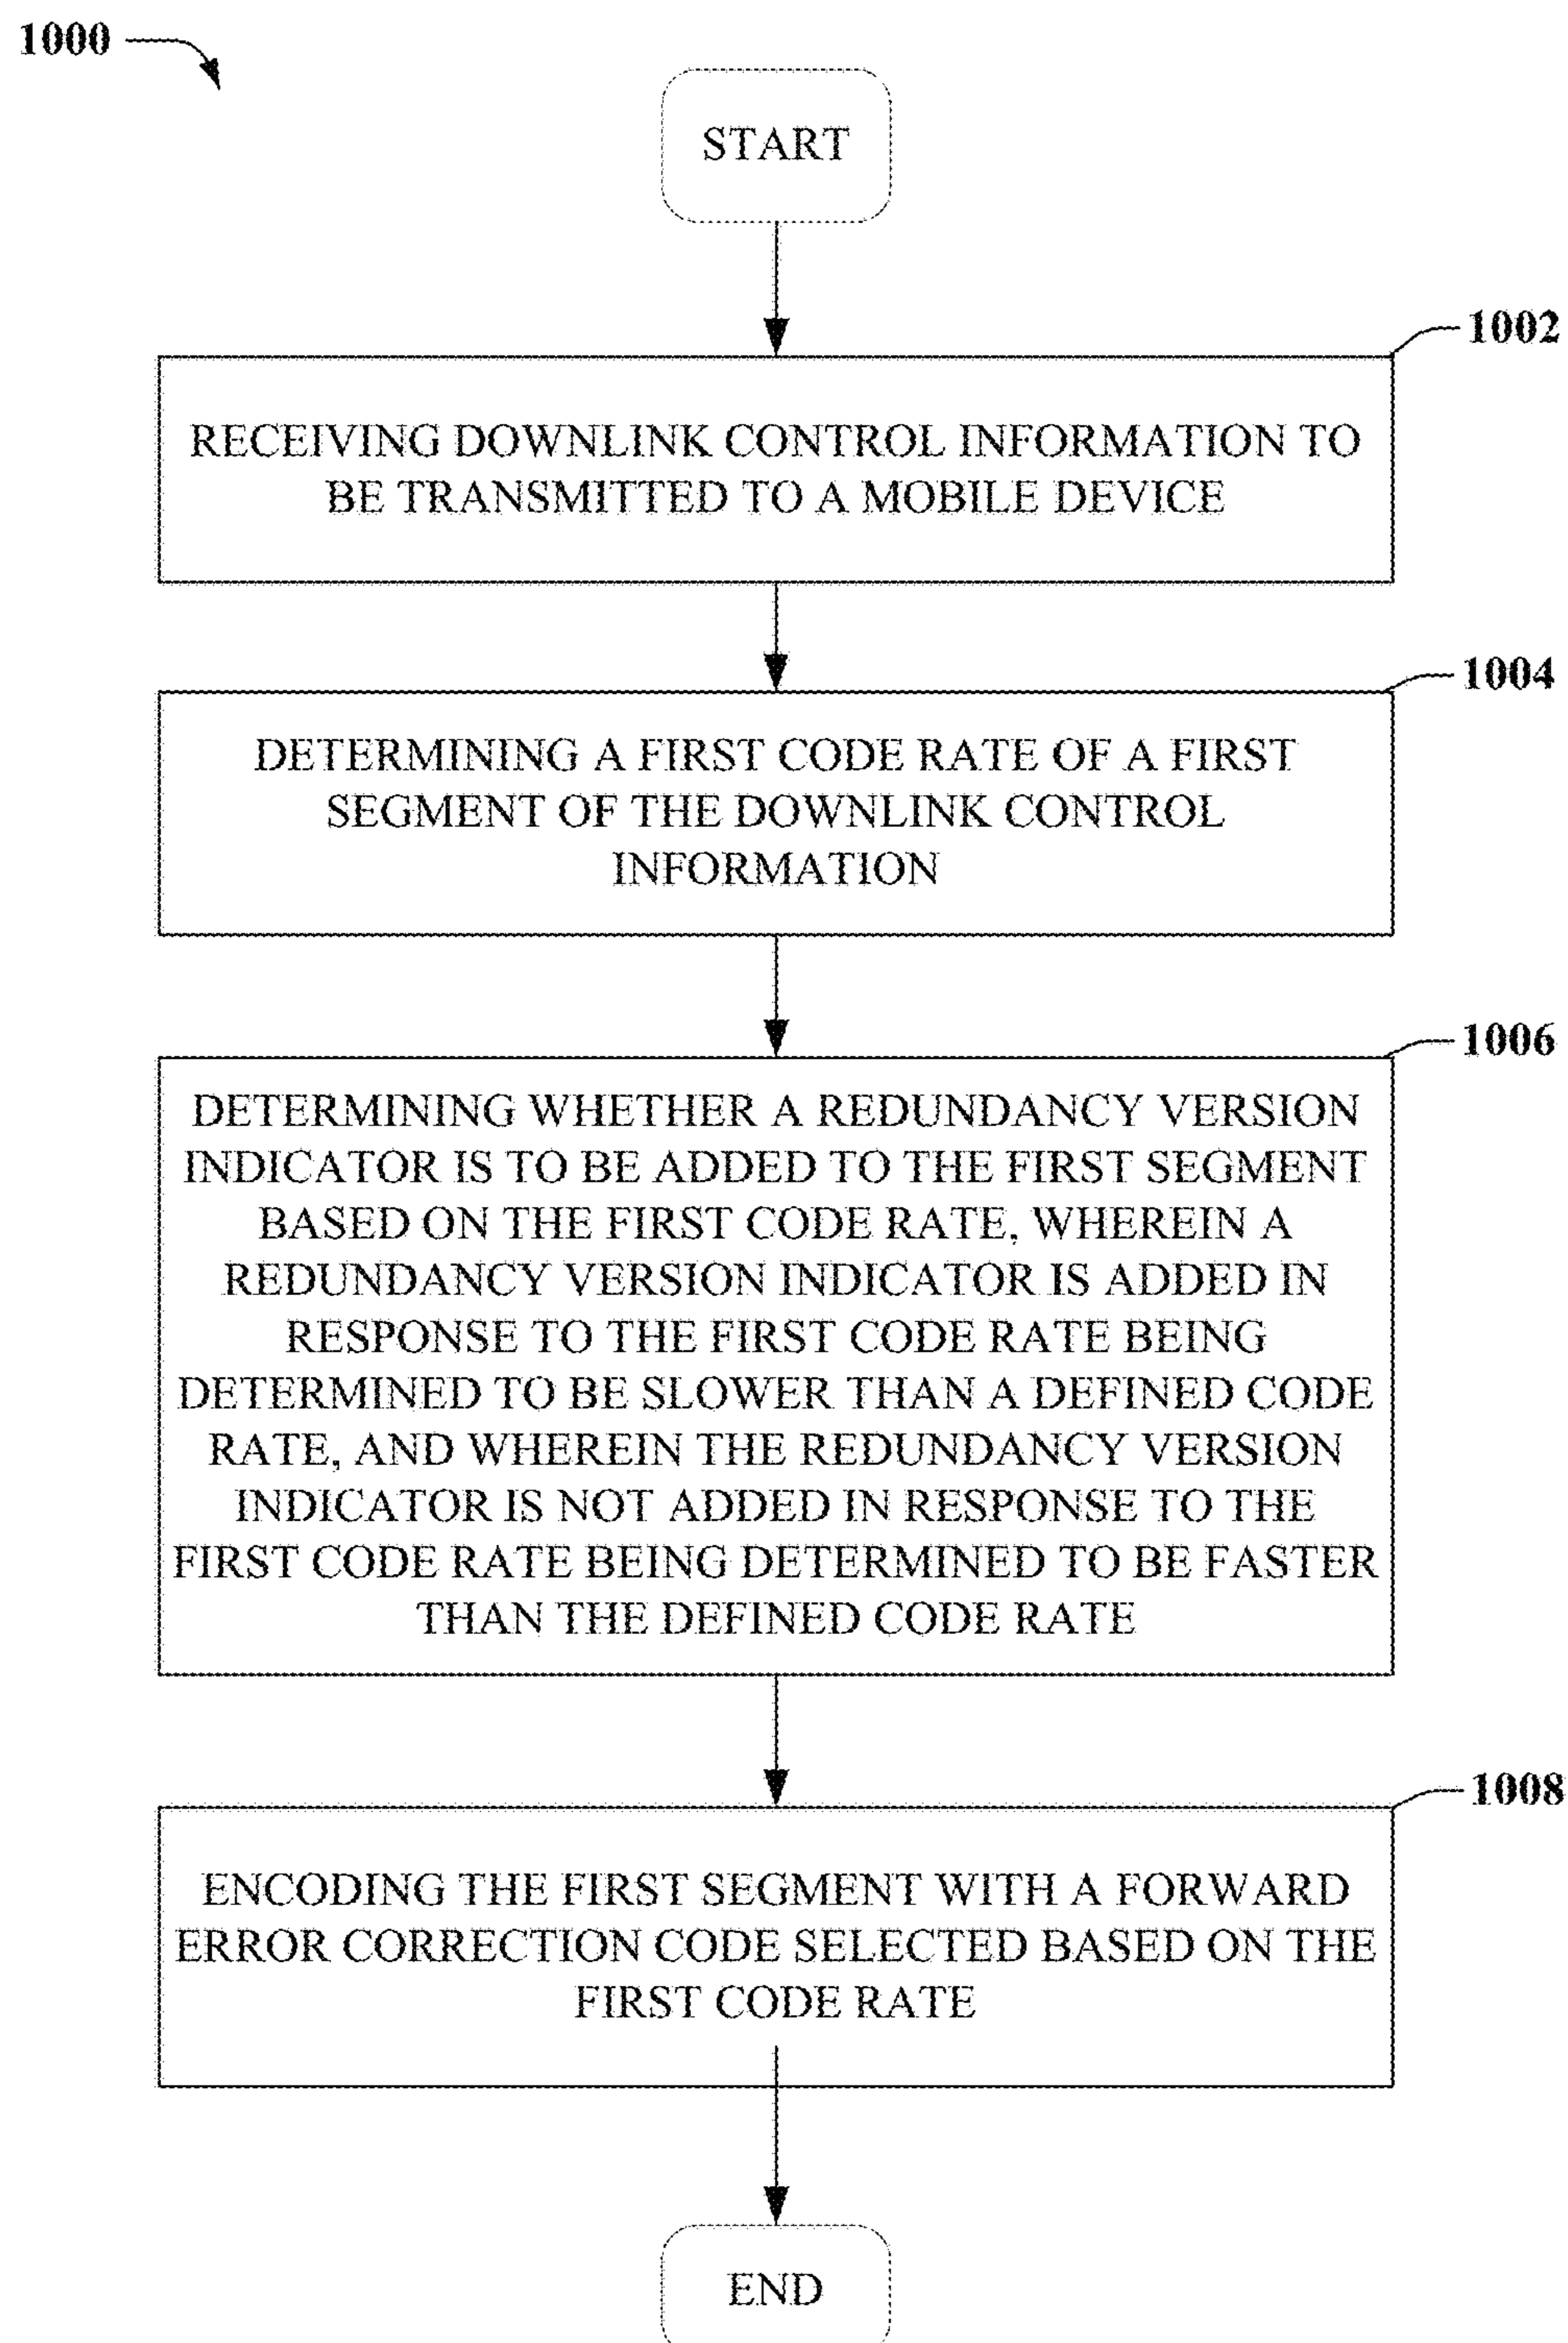 1000
START
1002
RECEIVING DOWNLINK CONTROL INFORMATION TO
BE TRANSMITTED TO A MOBILE DEVICE
1004
DETERMINING A FIRST CODE RATE OF A FIRST
SEGMENT OF THE DOWNLINK CONTROL
INFORMATION
1006
DETERMINING WHETHER A REDUNDANCY VERSION
INDICATOR IS TO BE ADDED TO THE FIRST SEGMENT
BASED ON THE FIRST CODE RATE, WHEREIN A
REDUNDANCY VERSION INDICATOR IS ADDED IN
RESPONSE TO THE FIRST CODE RATE BEING
DETERMINED TO BE SLOWER THAN A DEFINED CODE
RATE, AND WHEREIN THE REDUNDANCY VERSION
INDICATOR IS NOT ADDED IN RESPONSE TO THE
FIRST CODE RATE BEING DETERMINED TO BE FASTER
THAN THE DEFINED CODE RATE
1008
ENCODING THE FIRST SEGMENT WITH A FORWARD
ERROR CORRECTION CODE SELECTED BASED ON THE
FIRST CODE RATE
END